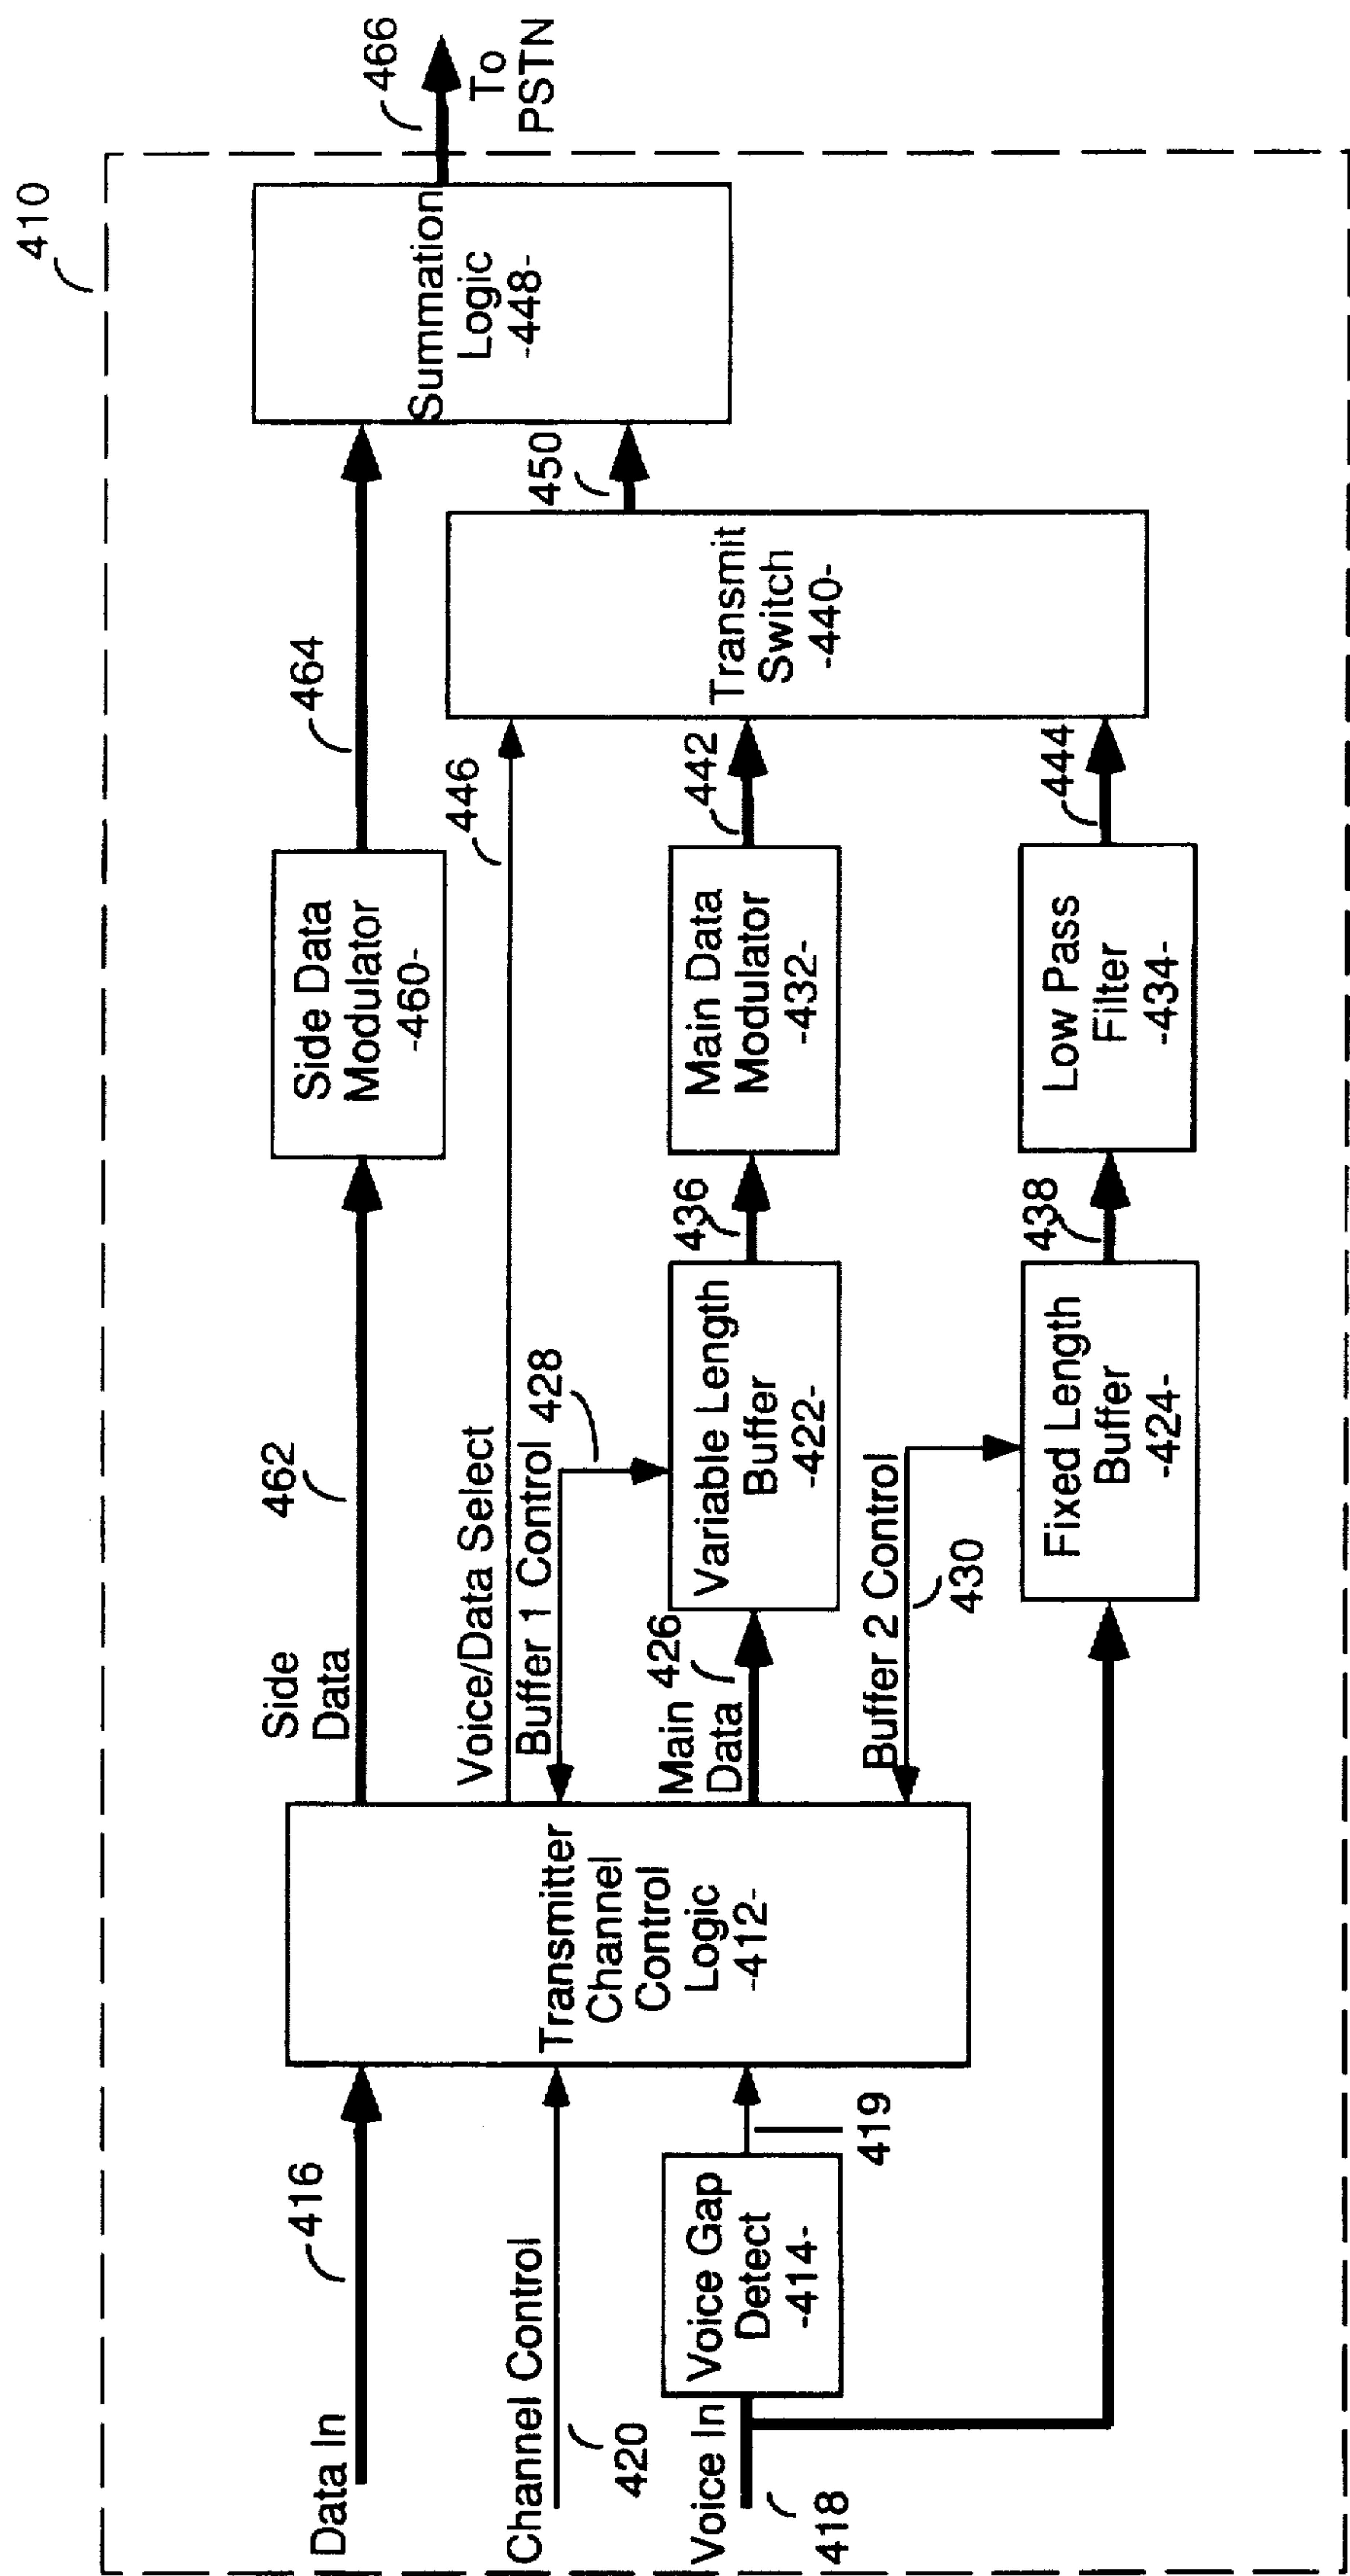 410
Data In
416
Channel Control
420
Voice In
418
Voice Gap
Detect
-414-
419
Transmitter
Channel
Control
Logic
-412-
Side
Data
462
Voice/Data Select
446
Buffer 1 Control 428
Main 426
Data
Buffer 2 Control
430
Variable Length
Buffer
-422-
Fixed Length
Buffer
-424-
436
438
Side Data
Modulator
-460-
Main Data
Modulator
-432-
Low Pass
Filter
-434-
464
442
444
Transmit
Switch
-440-
450
Summation
Logic
-448-
466
To
PSTN